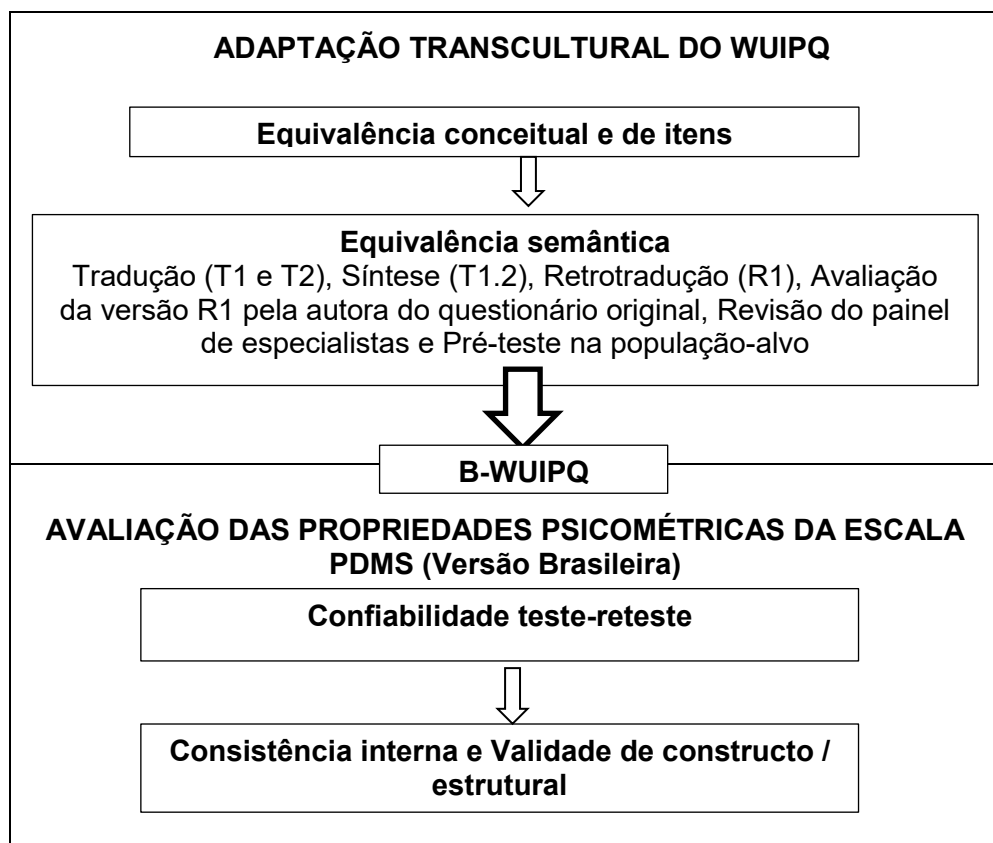 ADAPTAÇÃO TRANSCULTURAL DO WUIPQ
Equivalência conceitual e de itens
Equivalência semântica
Tradução (T1 e T2), Síntese (T1.2), Retrotradução (R1), Avaliação
da versão R1 pela autora do questionário original, Revisão do painel
de especialistas e Pré-teste na população-alvo
B-WUIPQ
AVALIAÇÃO DAS PROPRIEDADES PSICOMÉTRICAS DA ESCALA
PDMS (Versão Brasileira)
Confiabilidade teste-reteste
Consistência interna e Validade de constructo /
estrutural